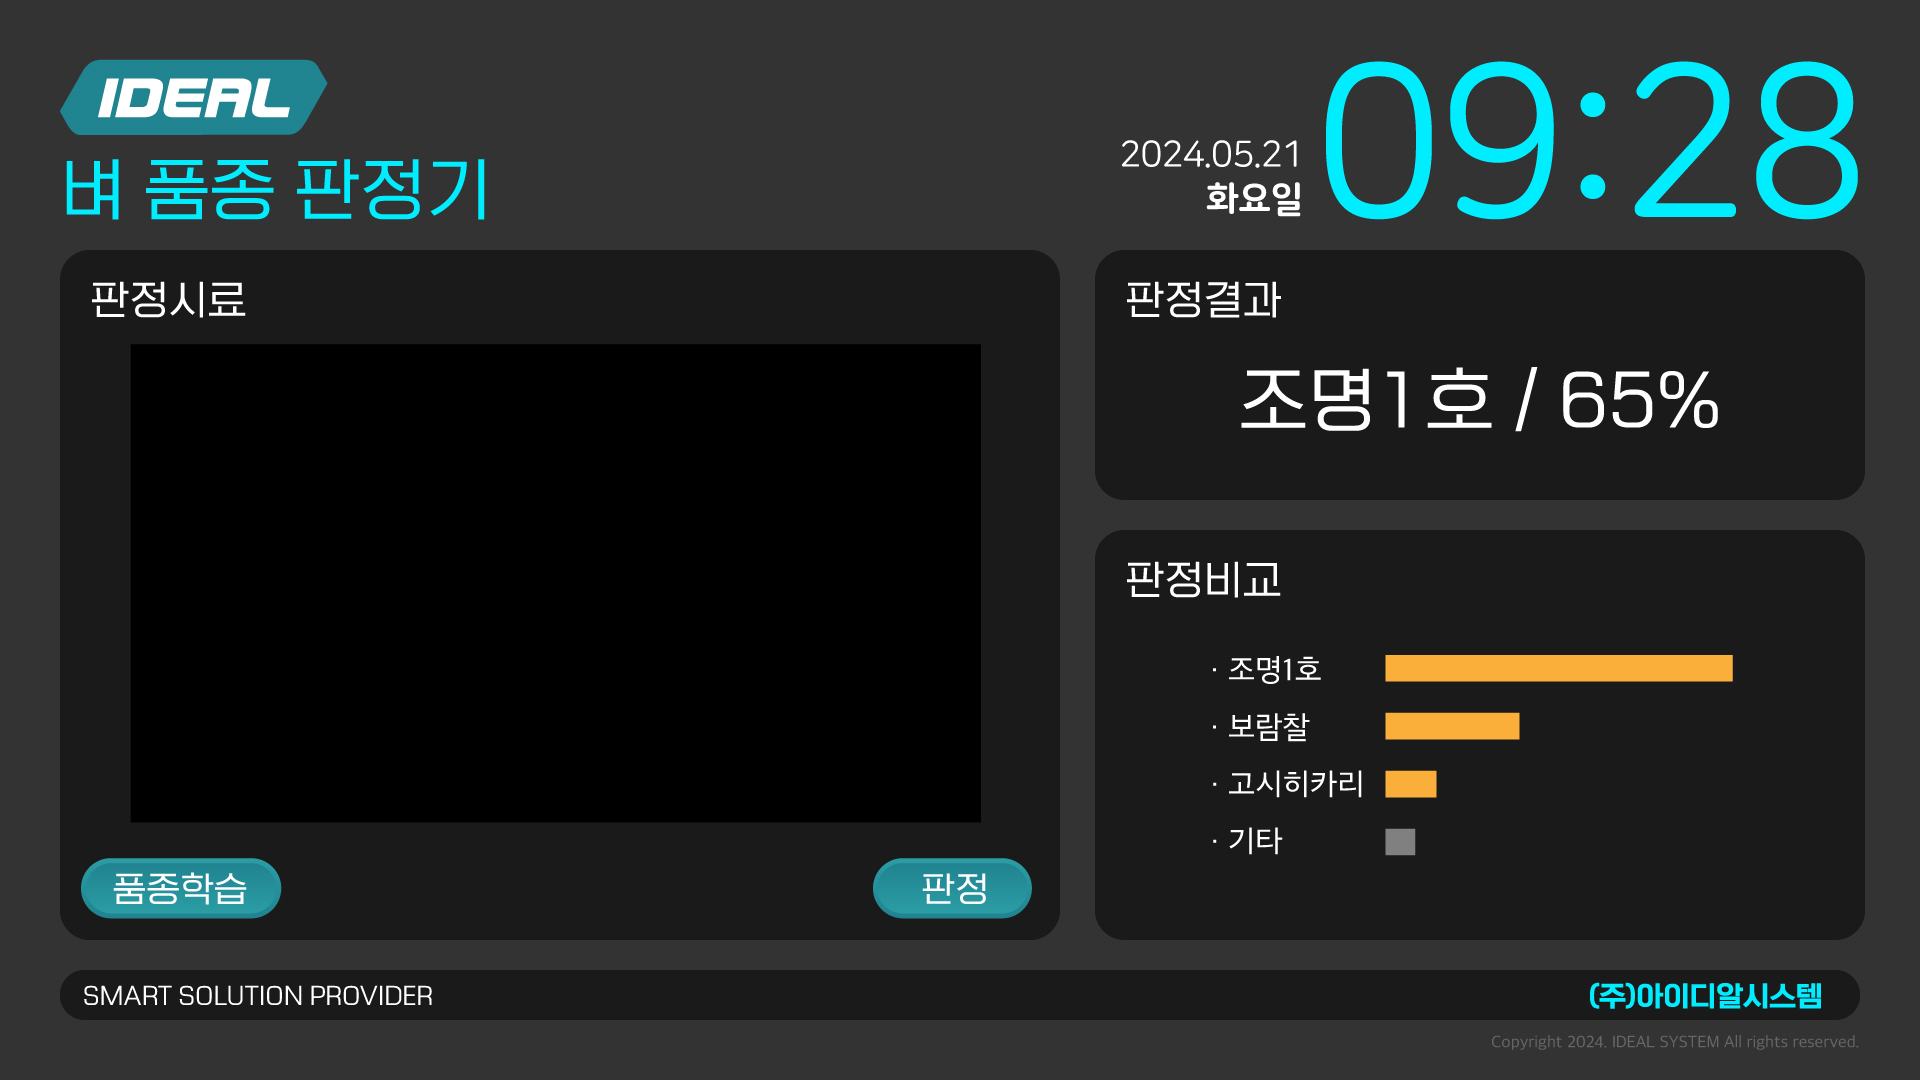 IDEAL
벼 품종 판정기
2024.05.21
화요일
09:28
판정시료
품종학습
판정
판정결과
조명1호 / 65%
판정비교
· 조명1호
· 보람찰
· 고시히카리
· 기타
SMART SOLUTION PROVIDER
(주)아이디알시스템
Copyright 2024. IDEAL SYSTEM All rights reserved.